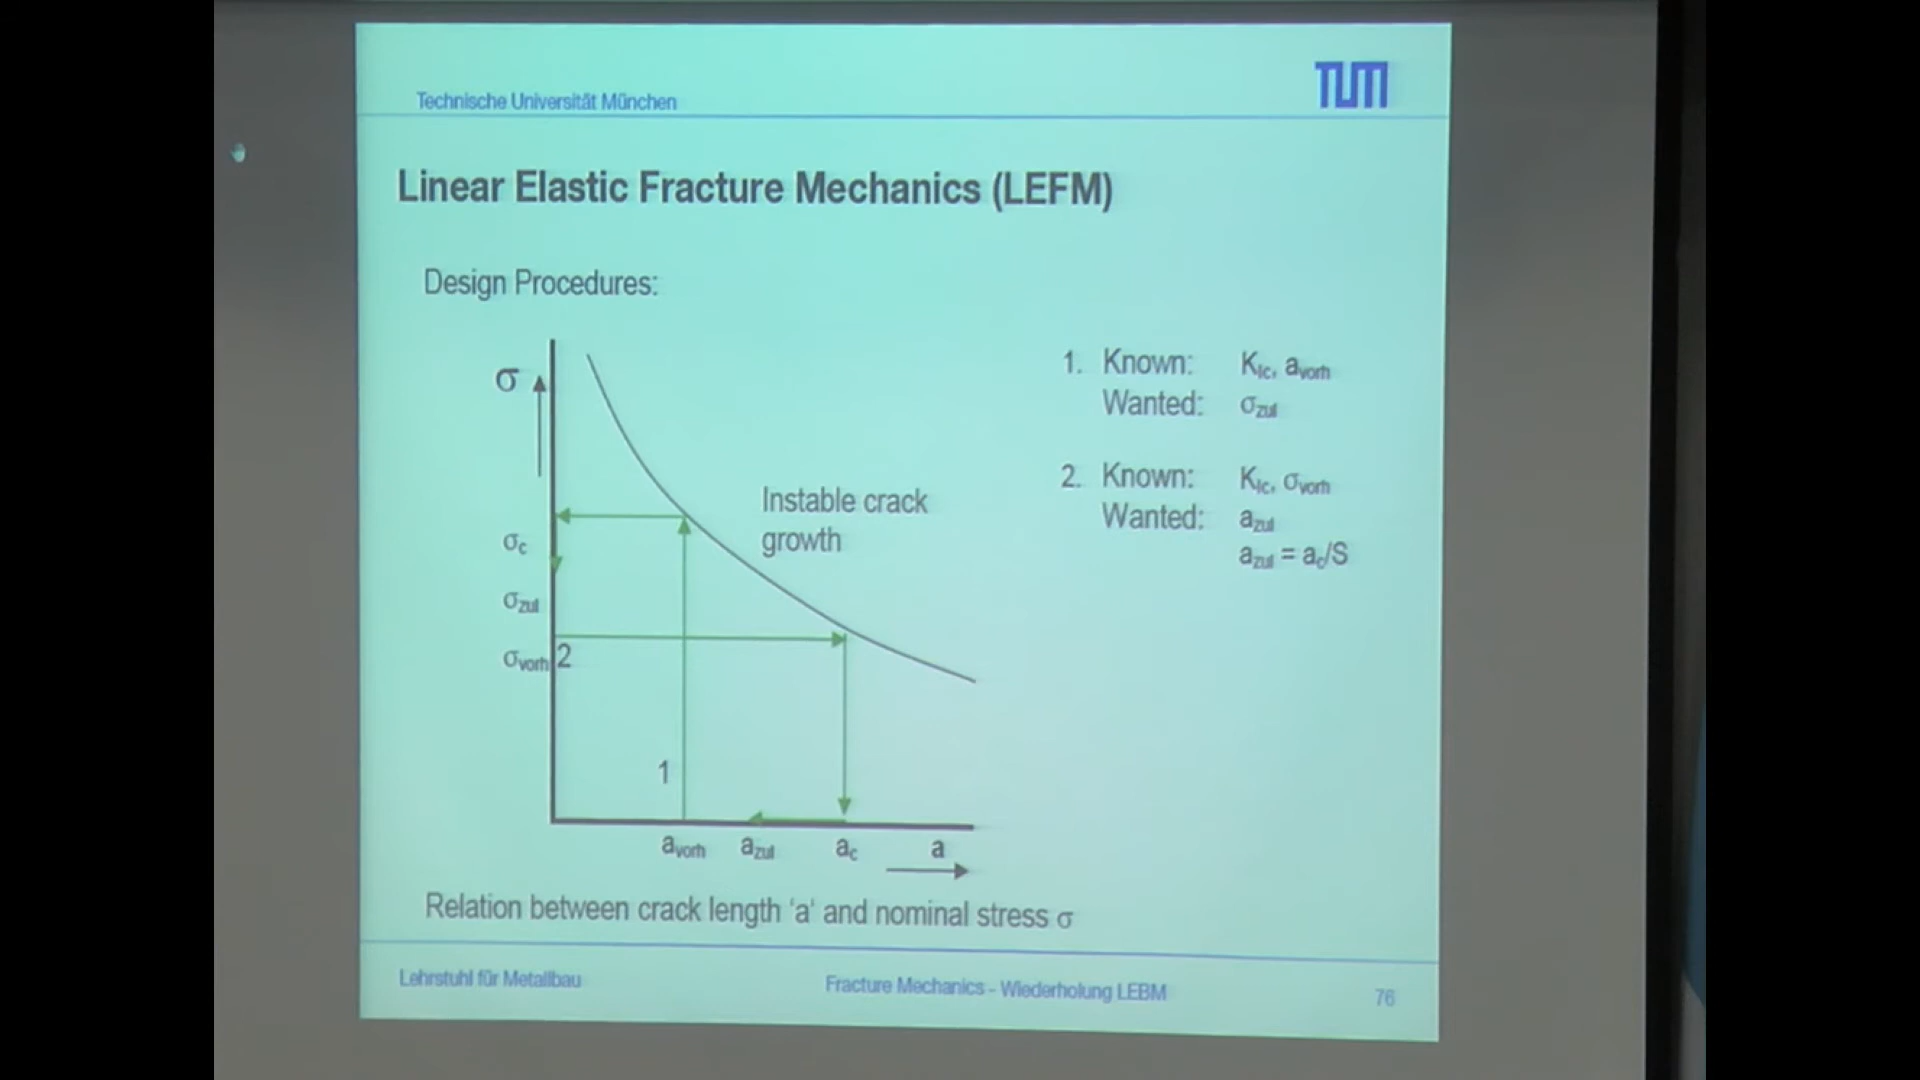 Technische Universität München
TUM
Linear Elastic Fracture Mechanics (LEFM)
Design Procedures:
σ
σc
σzul
σvorh 2
Instable crack
growth
1
avorh azul ac a
1. Known: KIc, avorh
Wanted: σzul
2. Known: KIc, σvorh
Wanted: azul
azul = ac/S
Relation between crack length 'a' and nominal stress σ
Lehrstuhl für Metallbau
Fracture Mechanics - Wiederholung LEBM
76